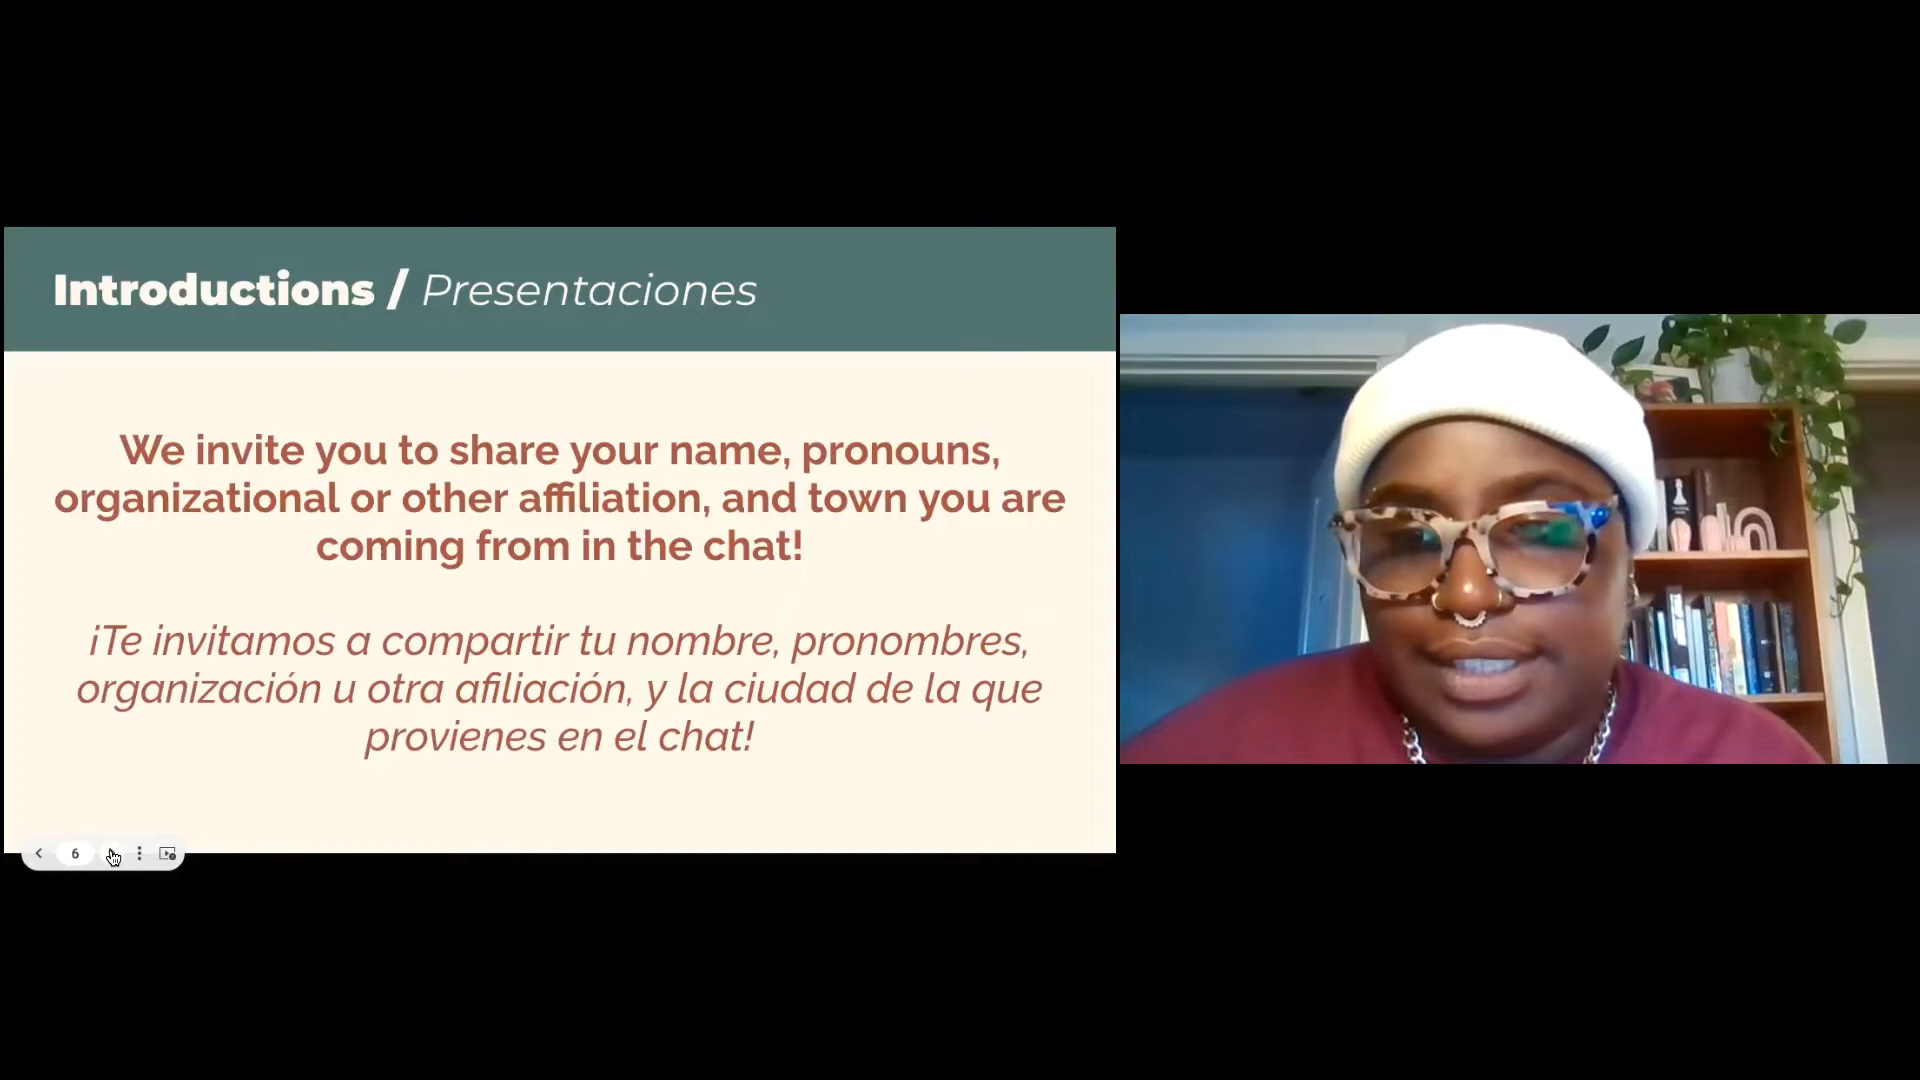 Introductions / Presentaciones
We invite you to share your name, pronouns,
organizational or other affiliation, and town you are
coming from in the chat!
¡Te invitamos a compartir tu nombre, pronombres,
organización u otra afiliación, y la ciudad de la que
provienes en el chat!
6